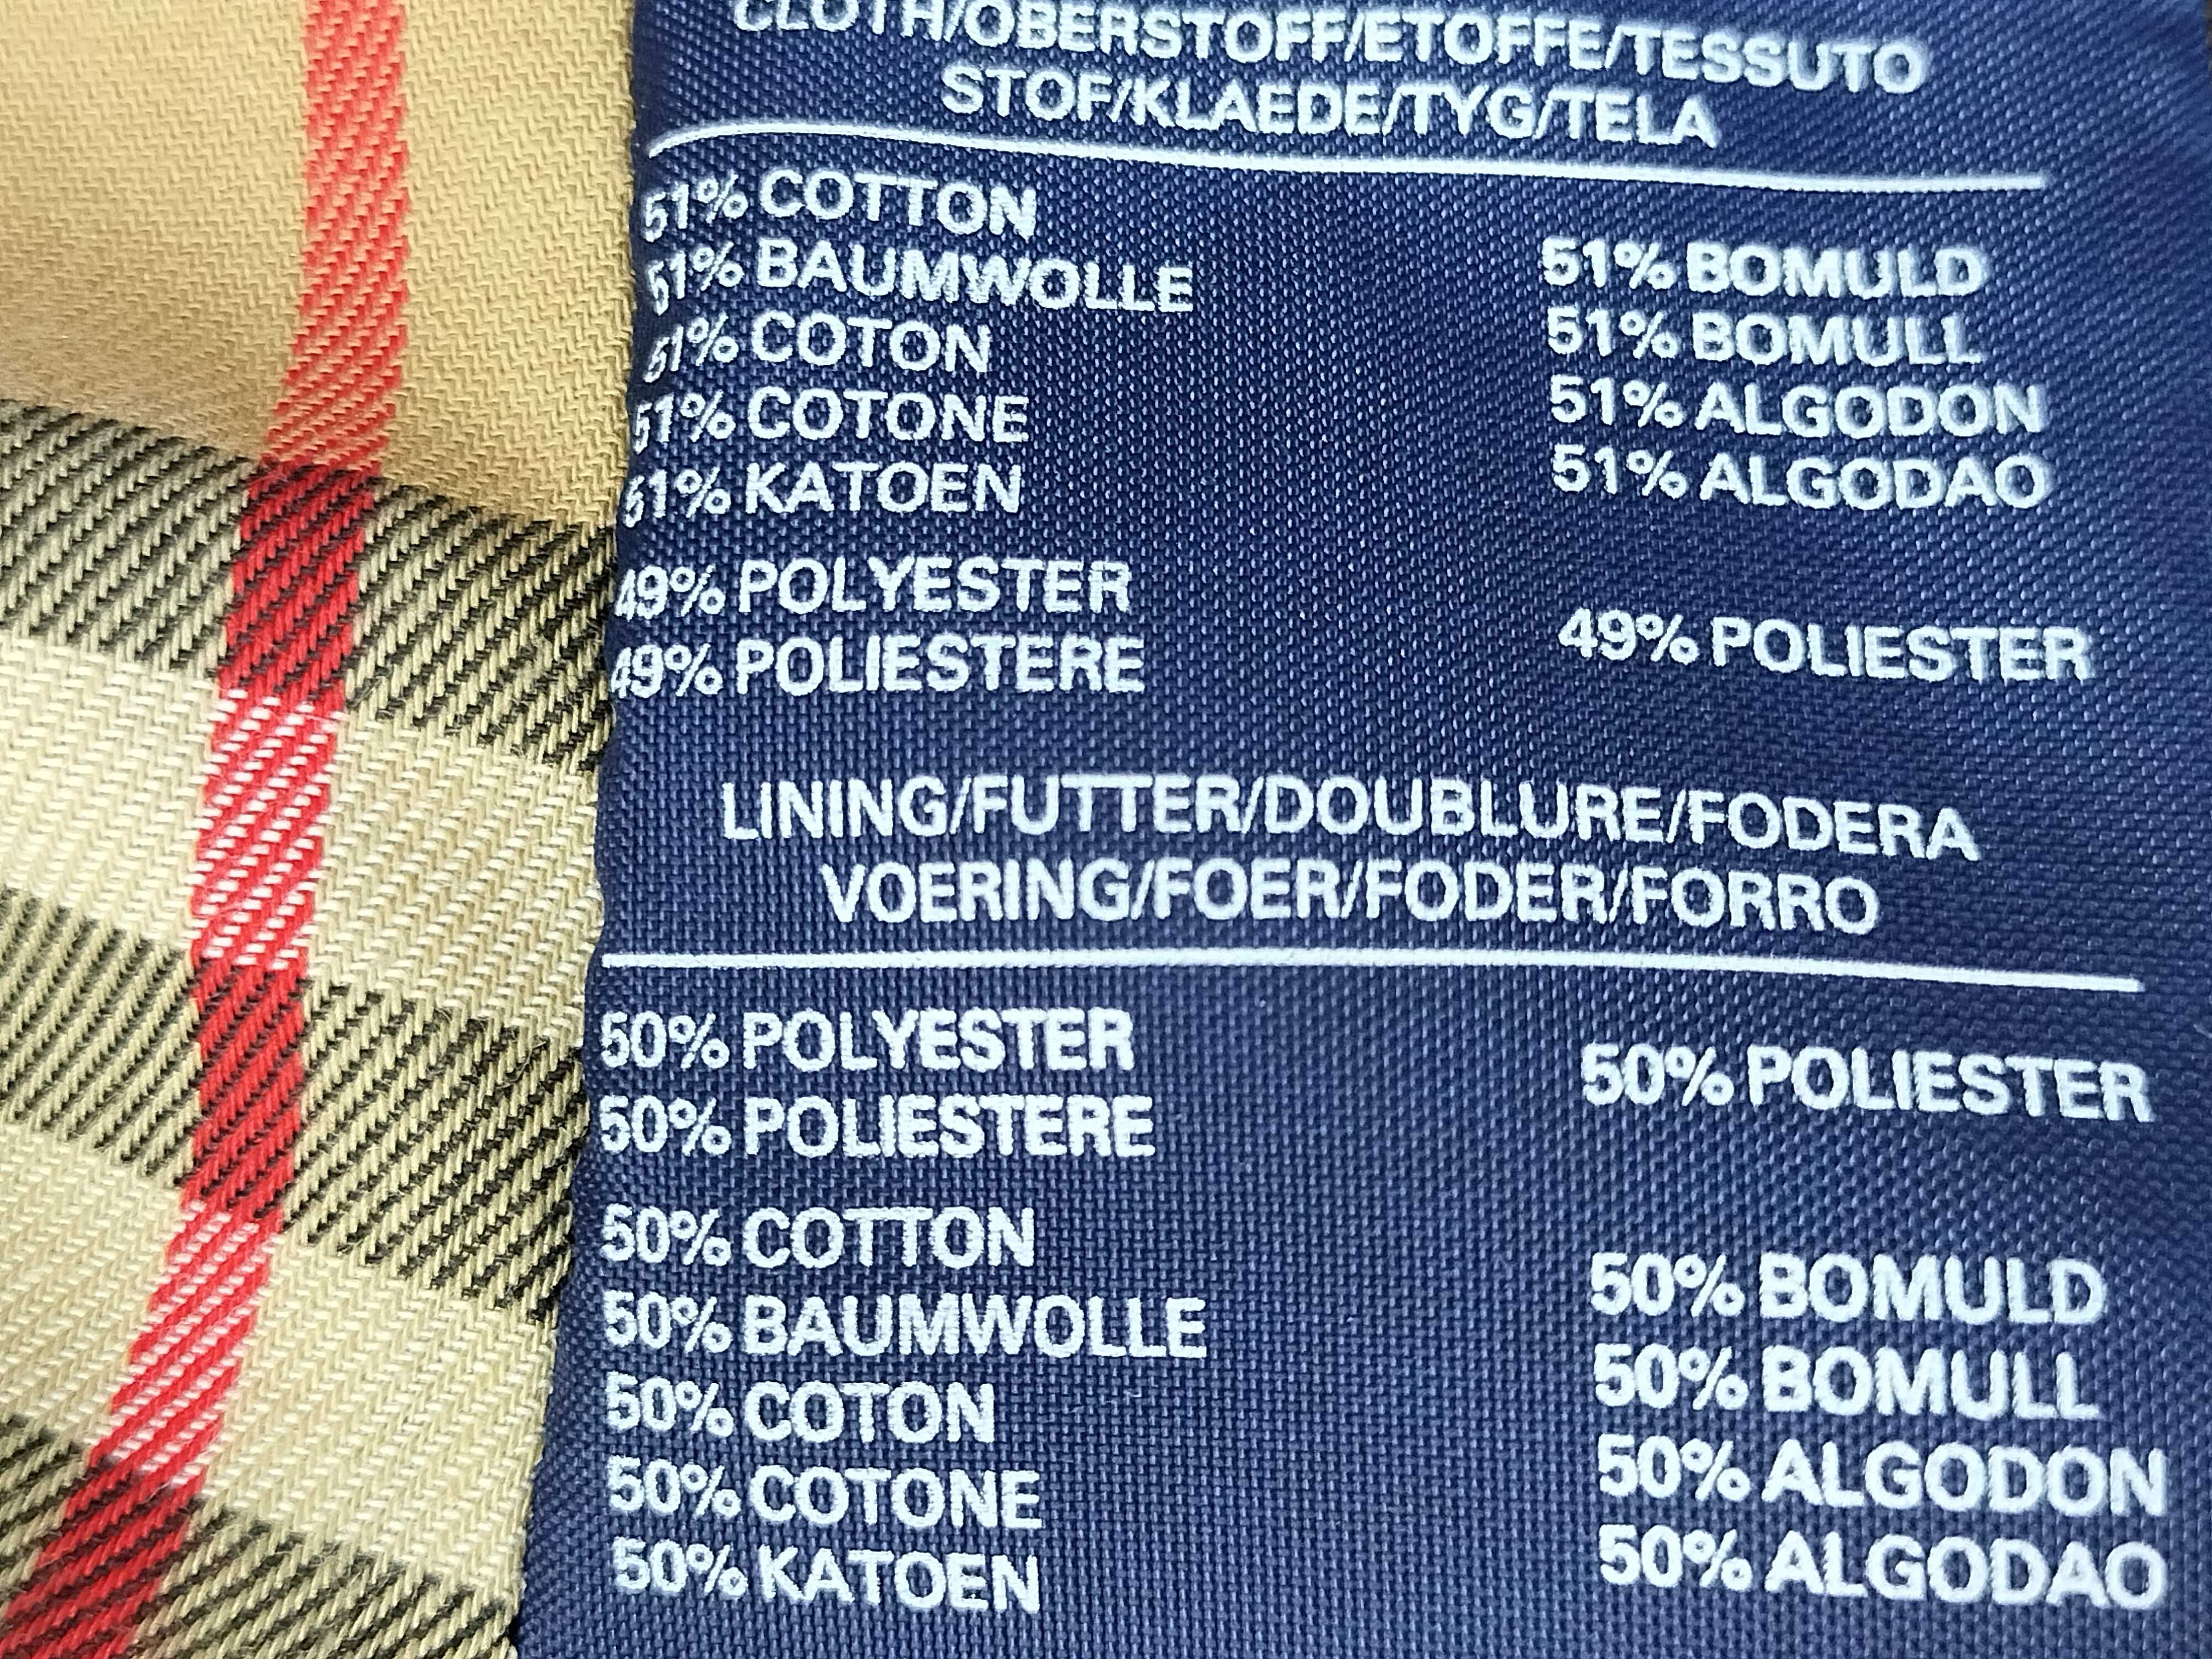 CLOTH/OBERSTOFF/ETOFFE/TESSUTO
STOF/KLAEDE/TYG/TELA
51% COTTON
51% BAUMWOLLE
51% COTON
51% COTONE
51% KATOEN
51% BOMULD
51% BOMULL
51% ALGODON
51% ALGODAO
49% POLYESTER
49% POLIESTERE
49% POLIESTER
LINING/FUTTER/DOUBLURE/FODERA
VOERING/FOER/FODER/FORRO
50% POLYESTER
50% POLIESTERE
50% POLIESTER
50% COTTON
50% BAUMWOLLE
50% COTON
50% COTONE
50% KATOEN
50% BOMULD
50% BOMULL
50% ALGODON
50% ALGODAO